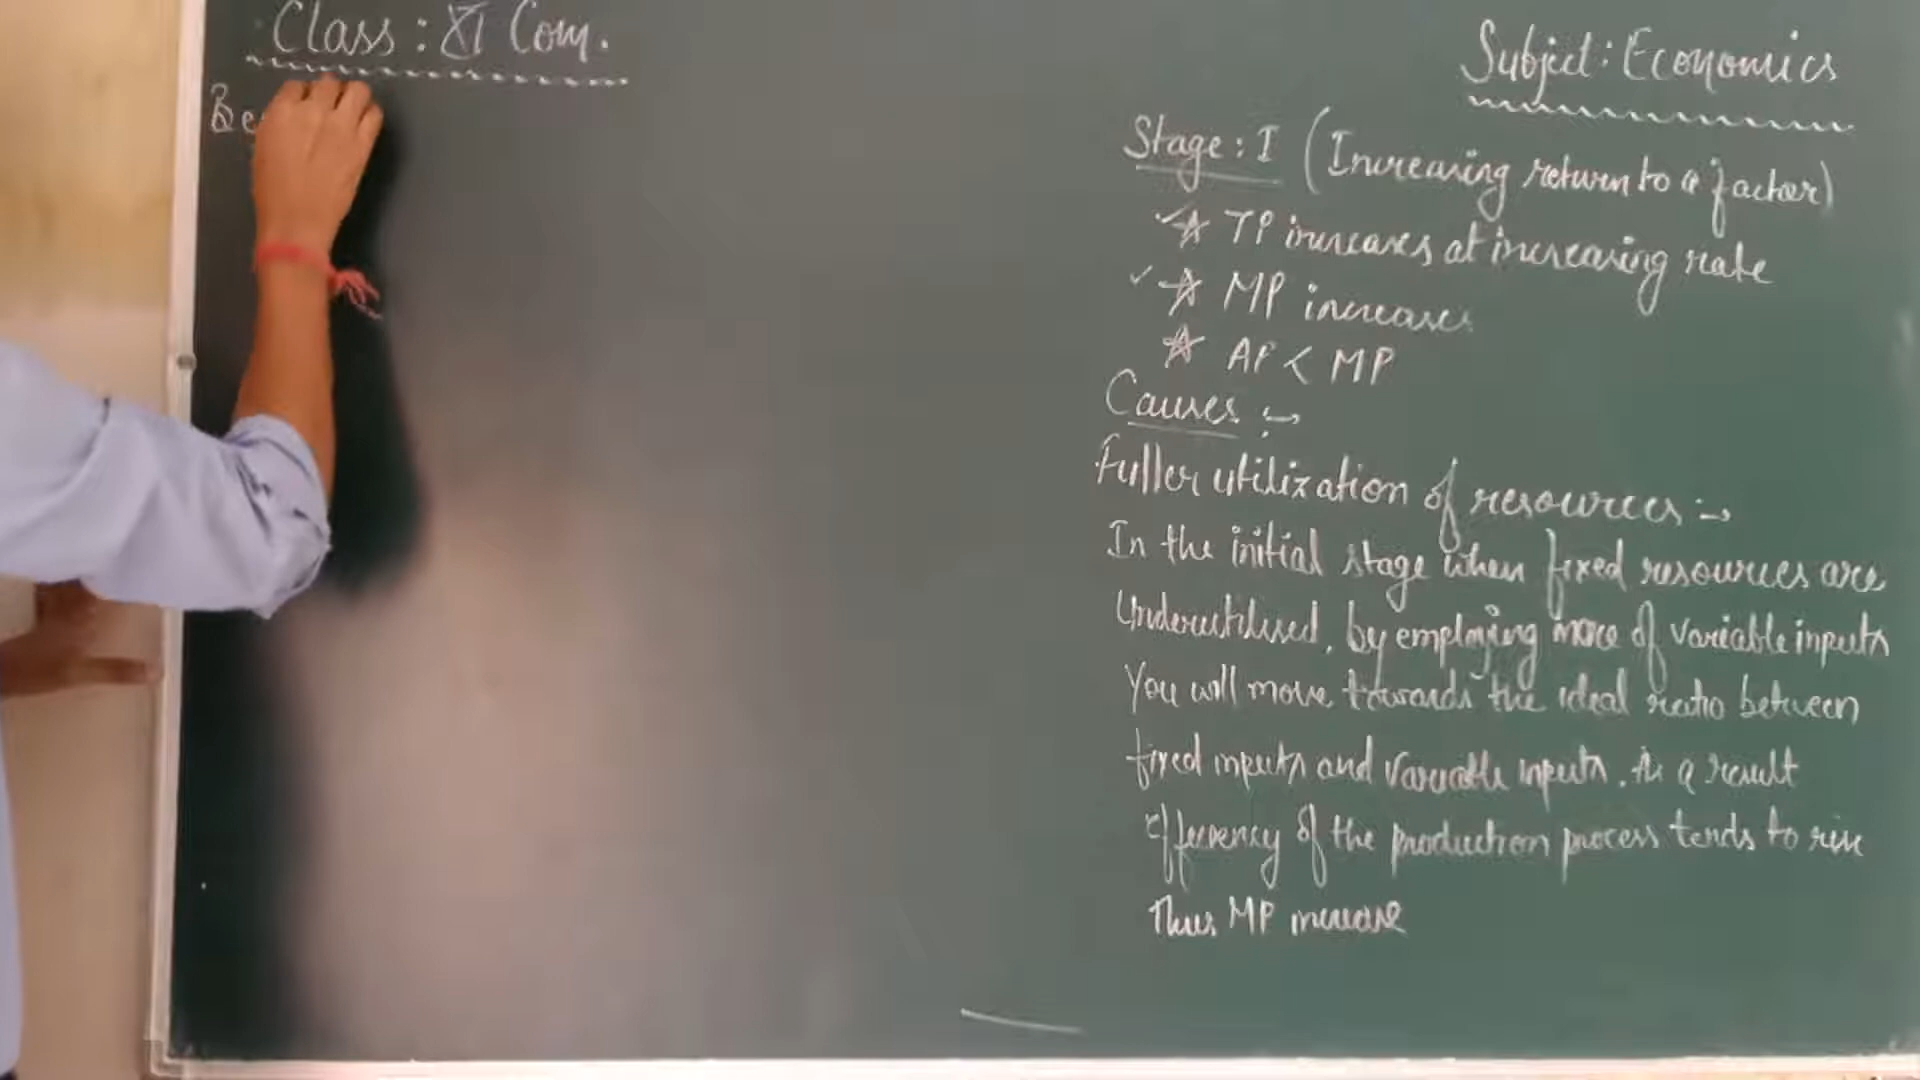 Class : XI Com.
Subject : Economics
Be
Stage : I (Increasing return to a factor)
TP increases at increasing rate
MP increases
AP < MP
Causes :→
Fuller utilization of resources :→
In the initial stage when fixed resources are
Underutilised, by employing more of variable inputs
You will move towards the ideal ratio between
fixed inputs and variable inputs. As a result
efficiency of the production process tends to rise
Thus MP increase